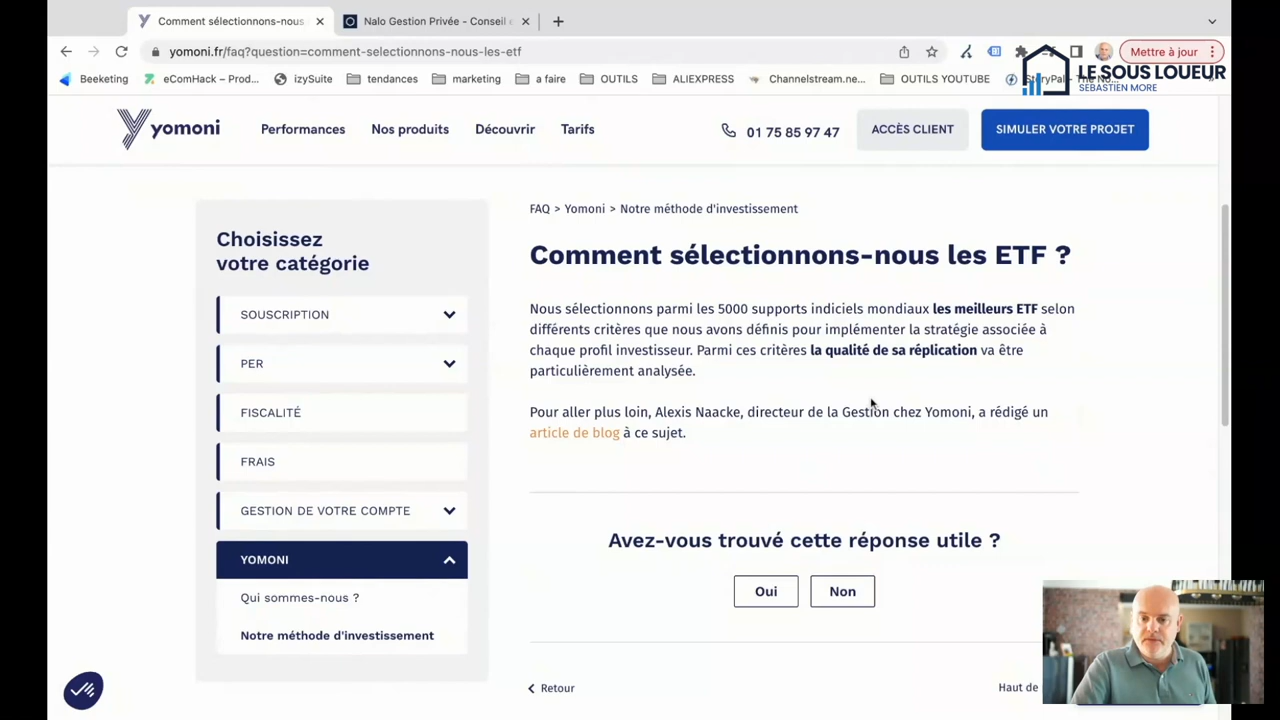 Comment sélectionnons-nous
Nalo Gestion Privée - Conseil e
yomoni.fr/faq?question=comment-selectionnons-nous-les-etf
Mettre à jour
Beeketing
eComHack – Prod...
izySuite
tendances
marketing
a faire
OUTILS
ALIEXPRESS
Channelstream.ne...
OUTILS YOUTUBE
LE SOUS LOUEUR
SEBASTIEN MORE
yomoni
Performances
Nos produits
Découvrir
Tarifs
01 75 85 97 47
ACCÈS CLIENT
SIMULER VOTRE PROJET
Choisissez
votre catégorie
SOUSCRIPTION
PER
FISCALITÉ
FRAIS
GESTION DE VOTRE COMPTE
YOMONI
Qui sommes-nous ?
Notre méthode d'investissement
FAQ > Yomoni > Notre méthode d'investissement
Comment sélectionnons-nous les ETF ?
Nous sélectionnons parmi les 5000 supports indiciels mondiaux les meilleurs ETF selon
différents critères que nous avons définis pour implémenter la stratégie associée à
chaque profil investisseur. Parmi ces critères la qualité de sa réplication va être
particulièrement analysée.
Pour aller plus loin, Alexis Naacke, directeur de la Gestion chez Yomoni, a rédigé un
article de blog à ce sujet.
Avez-vous trouvé cette réponse utile ?
Oui
Non
Retour
Haut de